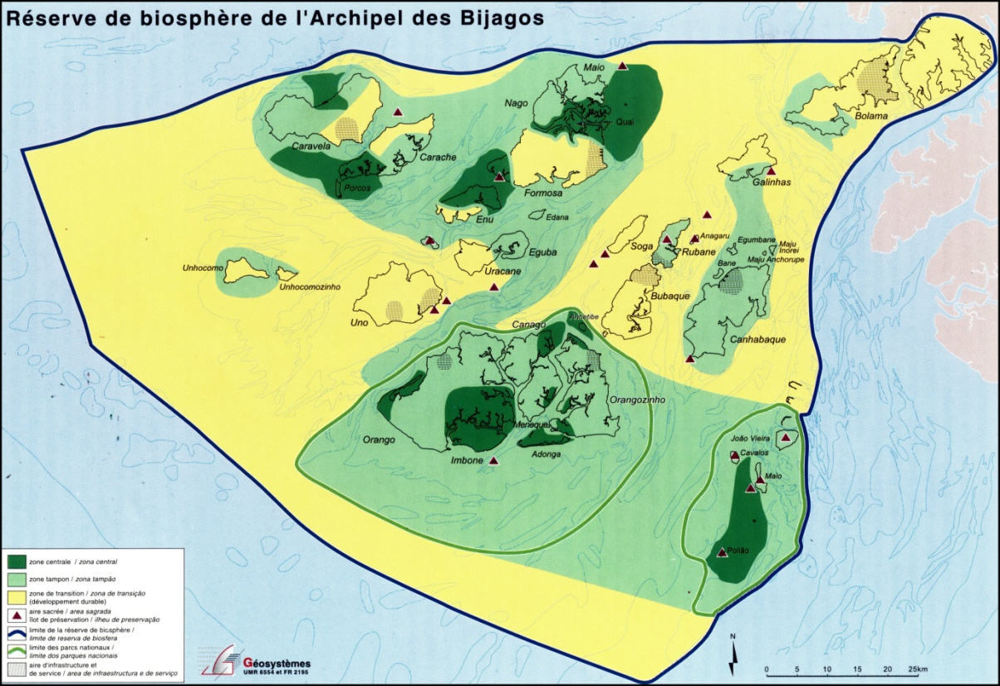 Réserve de biosphère de l'Archipel des Bijagos
Maio
Nago
Qual
Bolama
Caravela
Carache
Porcos
Galinhas
Formosa
Enu
Edana
Anagaru
Egumbane
Maju
Inorei
Soga
Rubane
Eguba
Maju Anchorupe
Bane
Unhocomo
Uracane
Unhocomozinho
Bubaque
Uno
Canago
Anhetibe
Canhabaque
Orangozinho
Meneque
Orango
João Vieira
Imbone
Adonga
Cavalos
Maio
Poilão
zone centrale / zona central
zone tampon / zona tampão
zone de transition / zona de transição
(développement durable)
aire sacrée / area sagrada
îlot de préservation / ilheu de preservação
limite de la réserve de biosphère /
limite de reserva de biosfera
limite des parcs nationaux /
limite dos parques nacionais
aire d'infrastructure et
de service / area de infraestructura e de serviço
Géosystèmes
UMR 6554 et FR 2195
N
0 5 10 15 20 25km